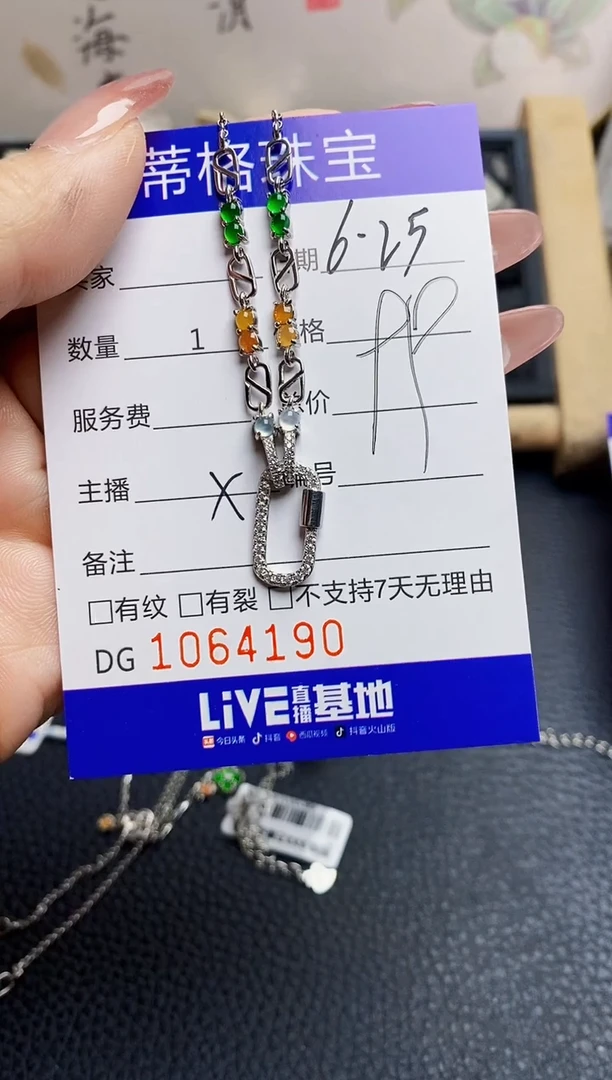 海
蒂格珠宝
家
期 6-25
数量 1
格
服务费
价
主播 X
号
备注
□有纹 □有裂 □不支持7天无理由
DG 1064190
LiVE直播基地
今日头条 抖音 西瓜视频 抖音火山版